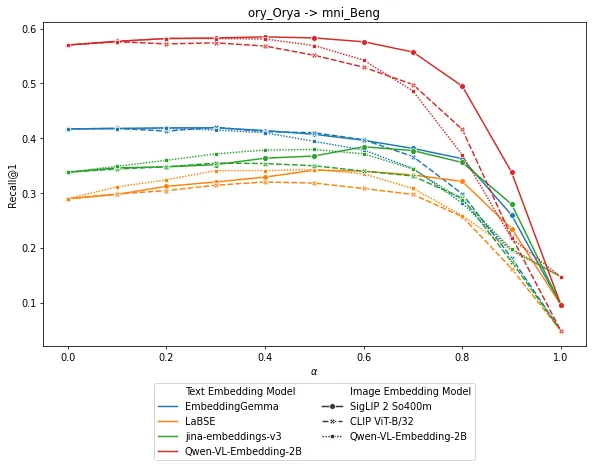 ory_Orya -> mni_Beng
Recall@1
0.6
0.5
0.4
0.3
0.2
0.1
0.0
0.2
0.4
0.6
0.8
1.0
α
Text Embedding Model
EmbeddingGemma
LaBSE
jina-embeddings-v3
Qwen-VL-Embedding-2B
Image Embedding Model
SigLIP 2 So400m
CLIP ViT-B/32
Qwen-VL-Embedding-2B